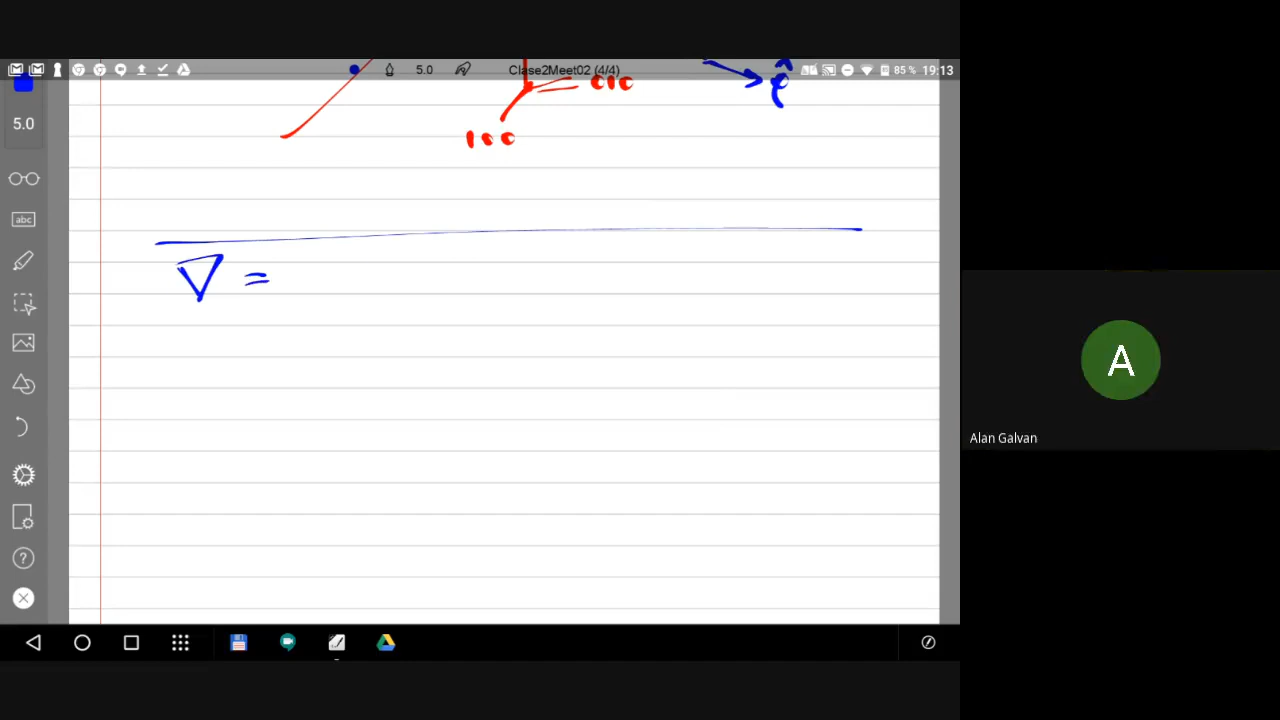 5.0 Clase2Meet02 (4/4) 85 % 19:13
5.0
010
100
abc
∇ =
A
Alan Galvan